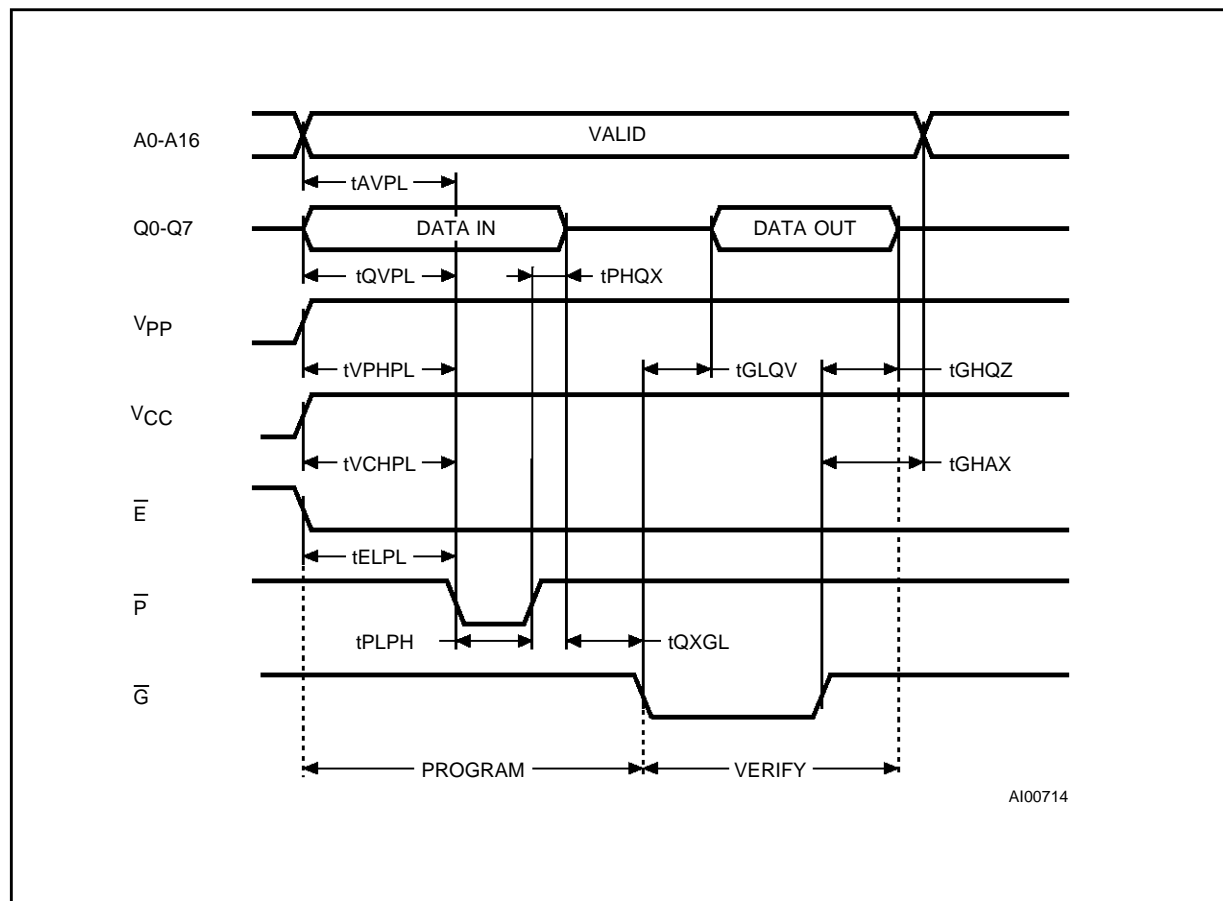 A0-A16
VALID
tAVPL
Q0-Q7
DATA IN
DATA OUT
tQVPL
tPHQX
VPP
tVPHPL
tGLQV
tGHQZ
VCC
tVCHPL
tGHAX
E̅
tELPL
P̅
tPLPH
tQXGL
G̅
PROGRAM
VERIFY
AI00714